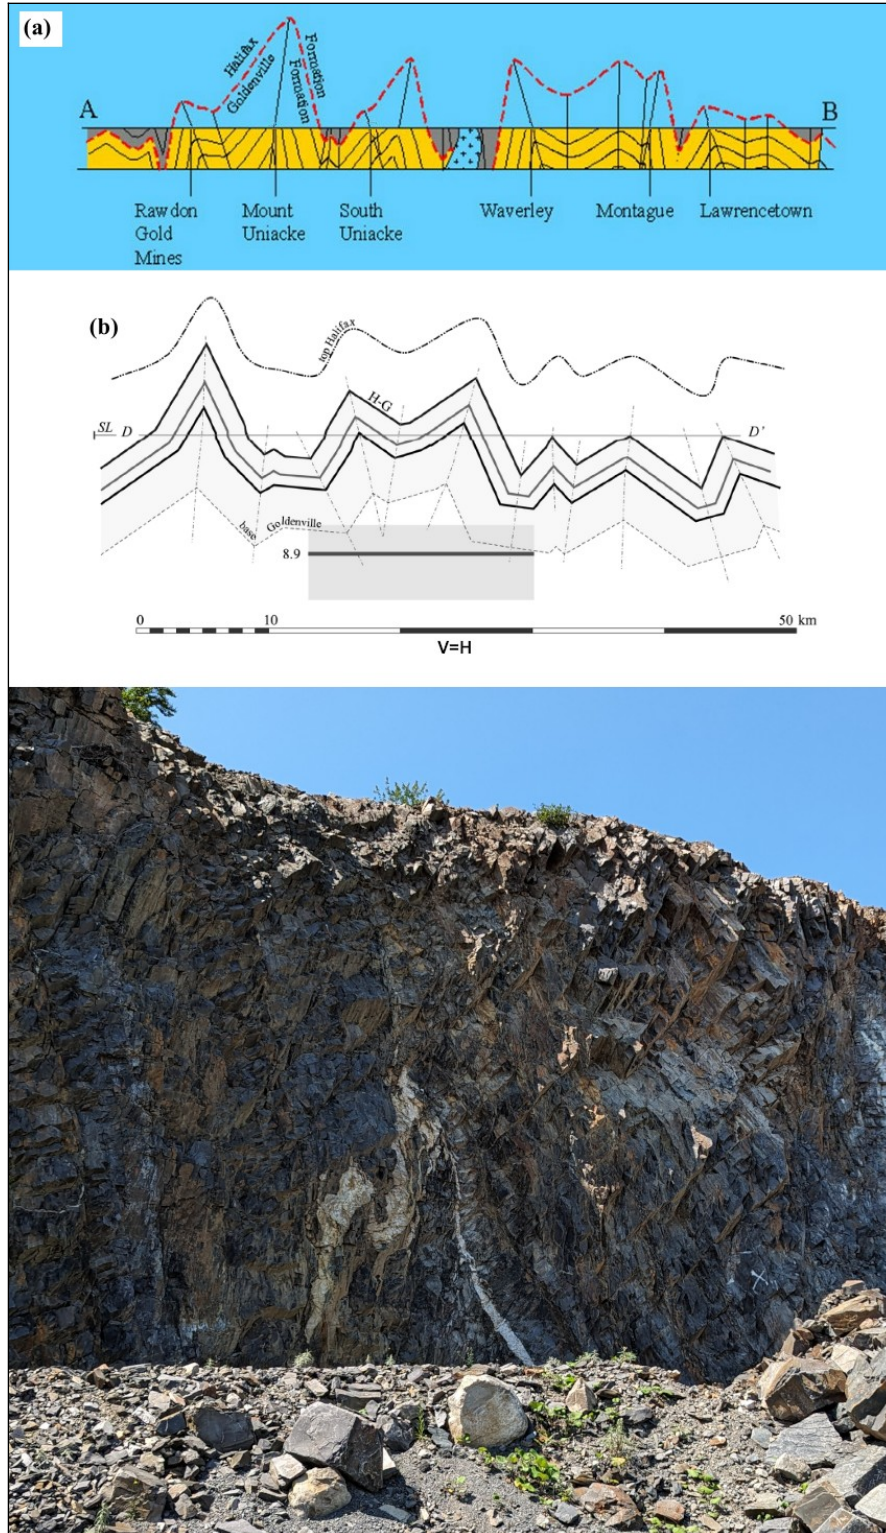 (a)
Halifax
Goldenville
Formation
Formation
A
B
Rawdon
Gold
Mines
Mount
Uniacke
South
Uniacke
Waverley
Montague
Lawrencetown
(b)
top Halifax
H-G
SL D
D'
base Goldenville
8.9
0
10
50 km
V=H